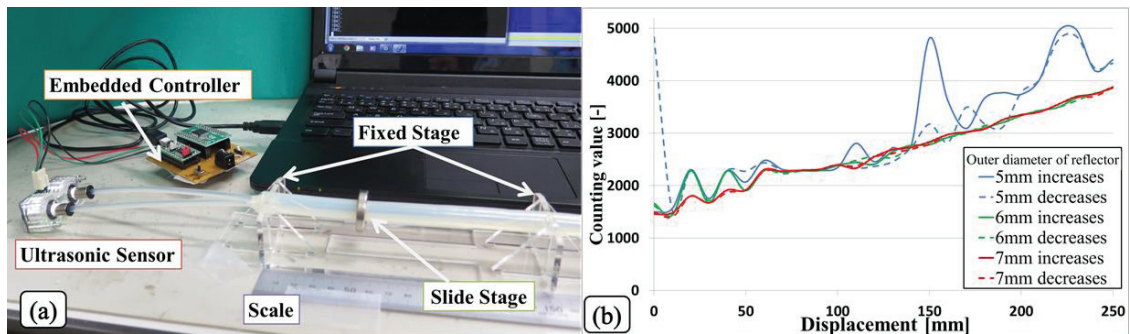 Embedded Controller
Fixed Stage
Ultrasonic Sensor
Slide Stage
Scale
(a)
5000
4000
3000
2000
1000
0
Counting value [-]
0
50
100
150
200
250
Displacement [mm]
Outer diameter of reflector
5mm increases
5mm decreases
6mm increases
6mm decreases
7mm increases
7mm decreases
(b)